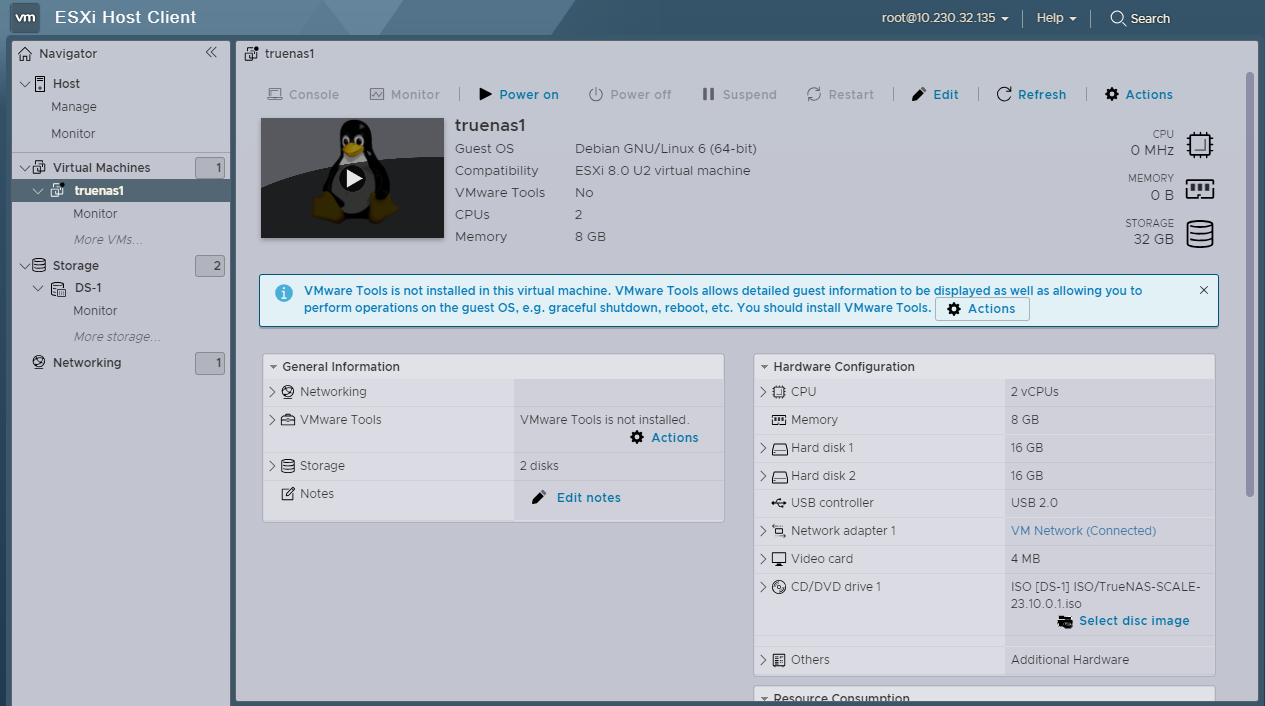 vm ESXi Host Client root@10.230.32.135 Help Search
Navigator
Host
Manage
Monitor
Virtual Machines 1
truenas1
Monitor
More VMs...
Storage 2
DS-1
Monitor
More storage...
Networking 1
truenas1
Console Monitor Power on Power off Suspend Restart Edit Refresh Actions
truenas1
Guest OS Debian GNU/Linux 6 (64-bit)
Compatibility ESXi 8.0 U2 virtual machine
VMware Tools No
CPUs 2
Memory 8 GB
CPU
0 MHz
MEMORY
0 B
STORAGE
32 GB
VMware Tools is not installed in this virtual machine. VMware Tools allows detailed guest information to be displayed as well as allowing you to
perform operations on the guest OS, e.g. graceful shutdown, reboot, etc. You should install VMware Tools. Actions
General Information
Networking
VMware Tools VMware Tools is not installed.
Actions
Storage 2 disks
Notes Edit notes
Hardware Configuration
CPU 2 vCPUs
Memory 8 GB
Hard disk 1 16 GB
Hard disk 2 16 GB
USB controller USB 2.0
Network adapter 1 VM Network (Connected)
Video card 4 MB
CD/DVD drive 1 ISO [DS-1] ISO/TrueNAS-SCALE-
23.10.0.1.iso
Select disc image
Others Additional Hardware
Resource Consumption